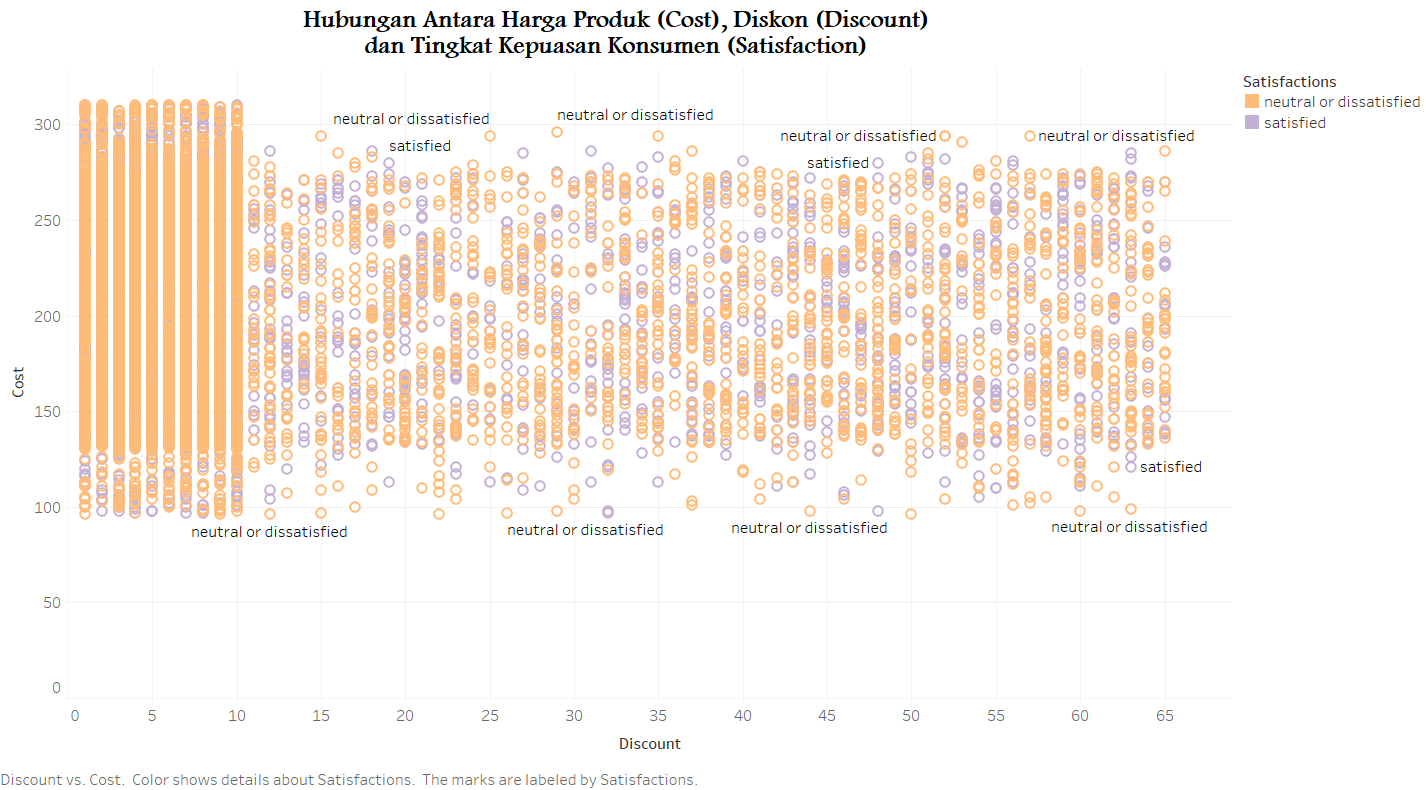 Hubungan Antara Harga Produk (Cost), Diskon (Discount)
dan Tingkat Kepuasan Konsumen (Satisfaction)
Satisfactions
neutral or dissatisfied
satisfied
neutral or dissatisfied
satisfied
neutral or dissatisfied
neutral or dissatisfied
satisfied
neutral or dissatisfied
satisfied
neutral or dissatisfied
neutral or dissatisfied
neutral or dissatisfied
neutral or dissatisfied
Cost
300
250
200
150
100
50
0
0 5 10 15 20 25 30 35 40 45 50 55 60 65
Discount
Discount vs. Cost. Color shows details about Satisfactions. The marks are labeled by Satisfactions.